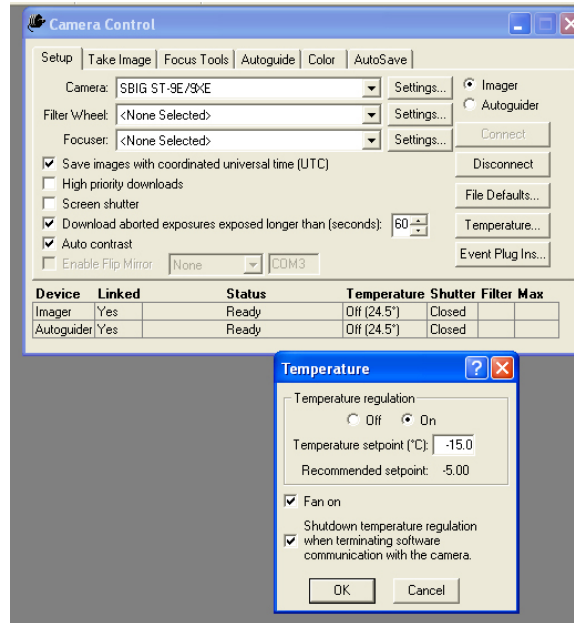 Camera Control
Setup Take Image Focus Tools Autoguide Color AutoSave
Camera: SBIG ST-9E/9XE Settings... Imager
Autoguider
Filter Wheel: <None Selected> Settings...
Focuser: <None Selected> Settings... Connect
Save images with coordinated universal time (UTC) Disconnect
High priority downloads
File Defaults...
Screen shutter
Download aborted exposures exposed longer than (seconds): 60 Temperature...
Auto contrast
Event Plug Ins...
Enable Flip Mirror None COM3
Device Linked Status Temperature Shutter Filter Max
Imager Yes Ready Off (24.5°) Closed
Autoguider Yes Ready Off (24.5°) Closed
Temperature
Temperature regulation
Off On
Temperature setpoint (°C): -15.0
Recommended setpoint: -5.00
Fan on
Shutdown temperature regulation
when terminating software
communication with the camera.
OK Cancel